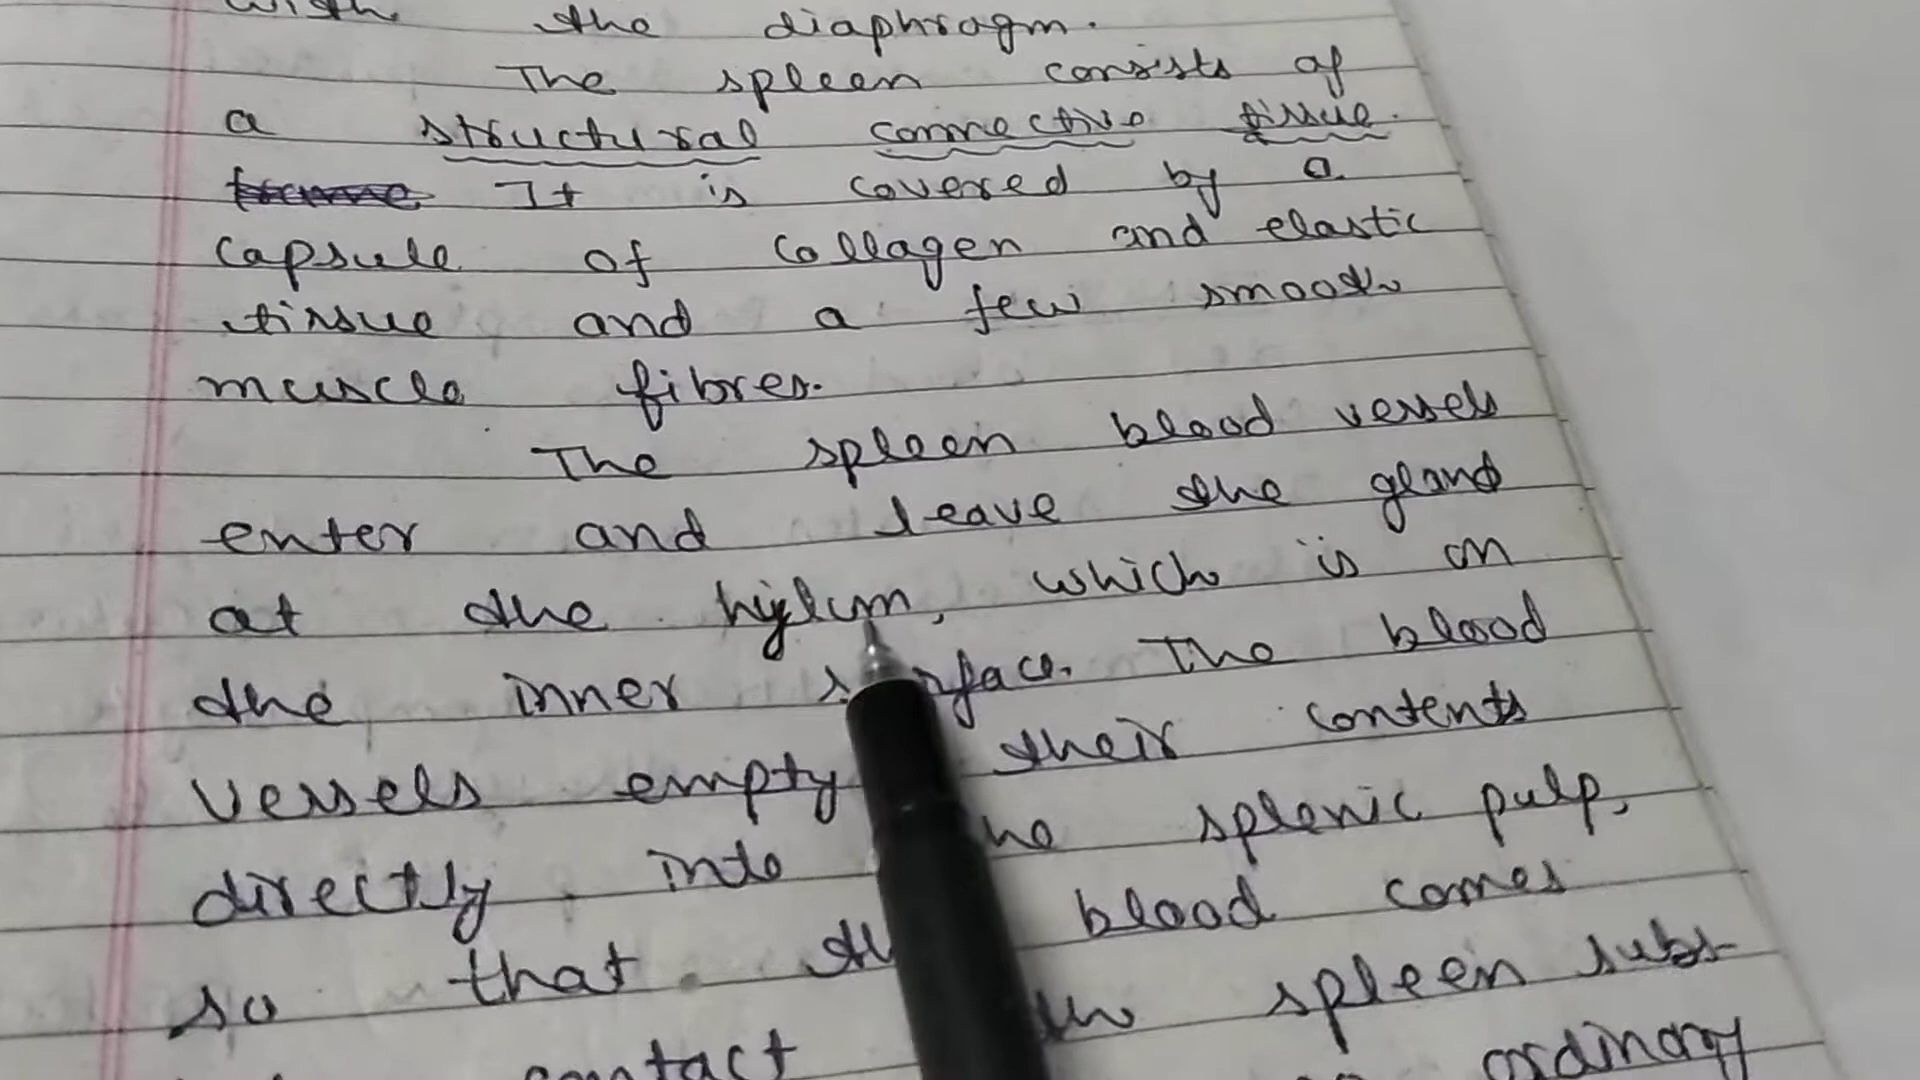 with the diaphragm.
The spleen consists of
a structural connective tissue.
It is covered by a
capsule of collagen and elastic
tissue and a few smooth
muscle fibres.
The spleen blood vessels
enter and leave the gland
at the hylum, which is on
the inner surface. The blood
vessels empty their contents
directly into splenic pulp,
so that blood comes
spleen subs-
contact ordinary